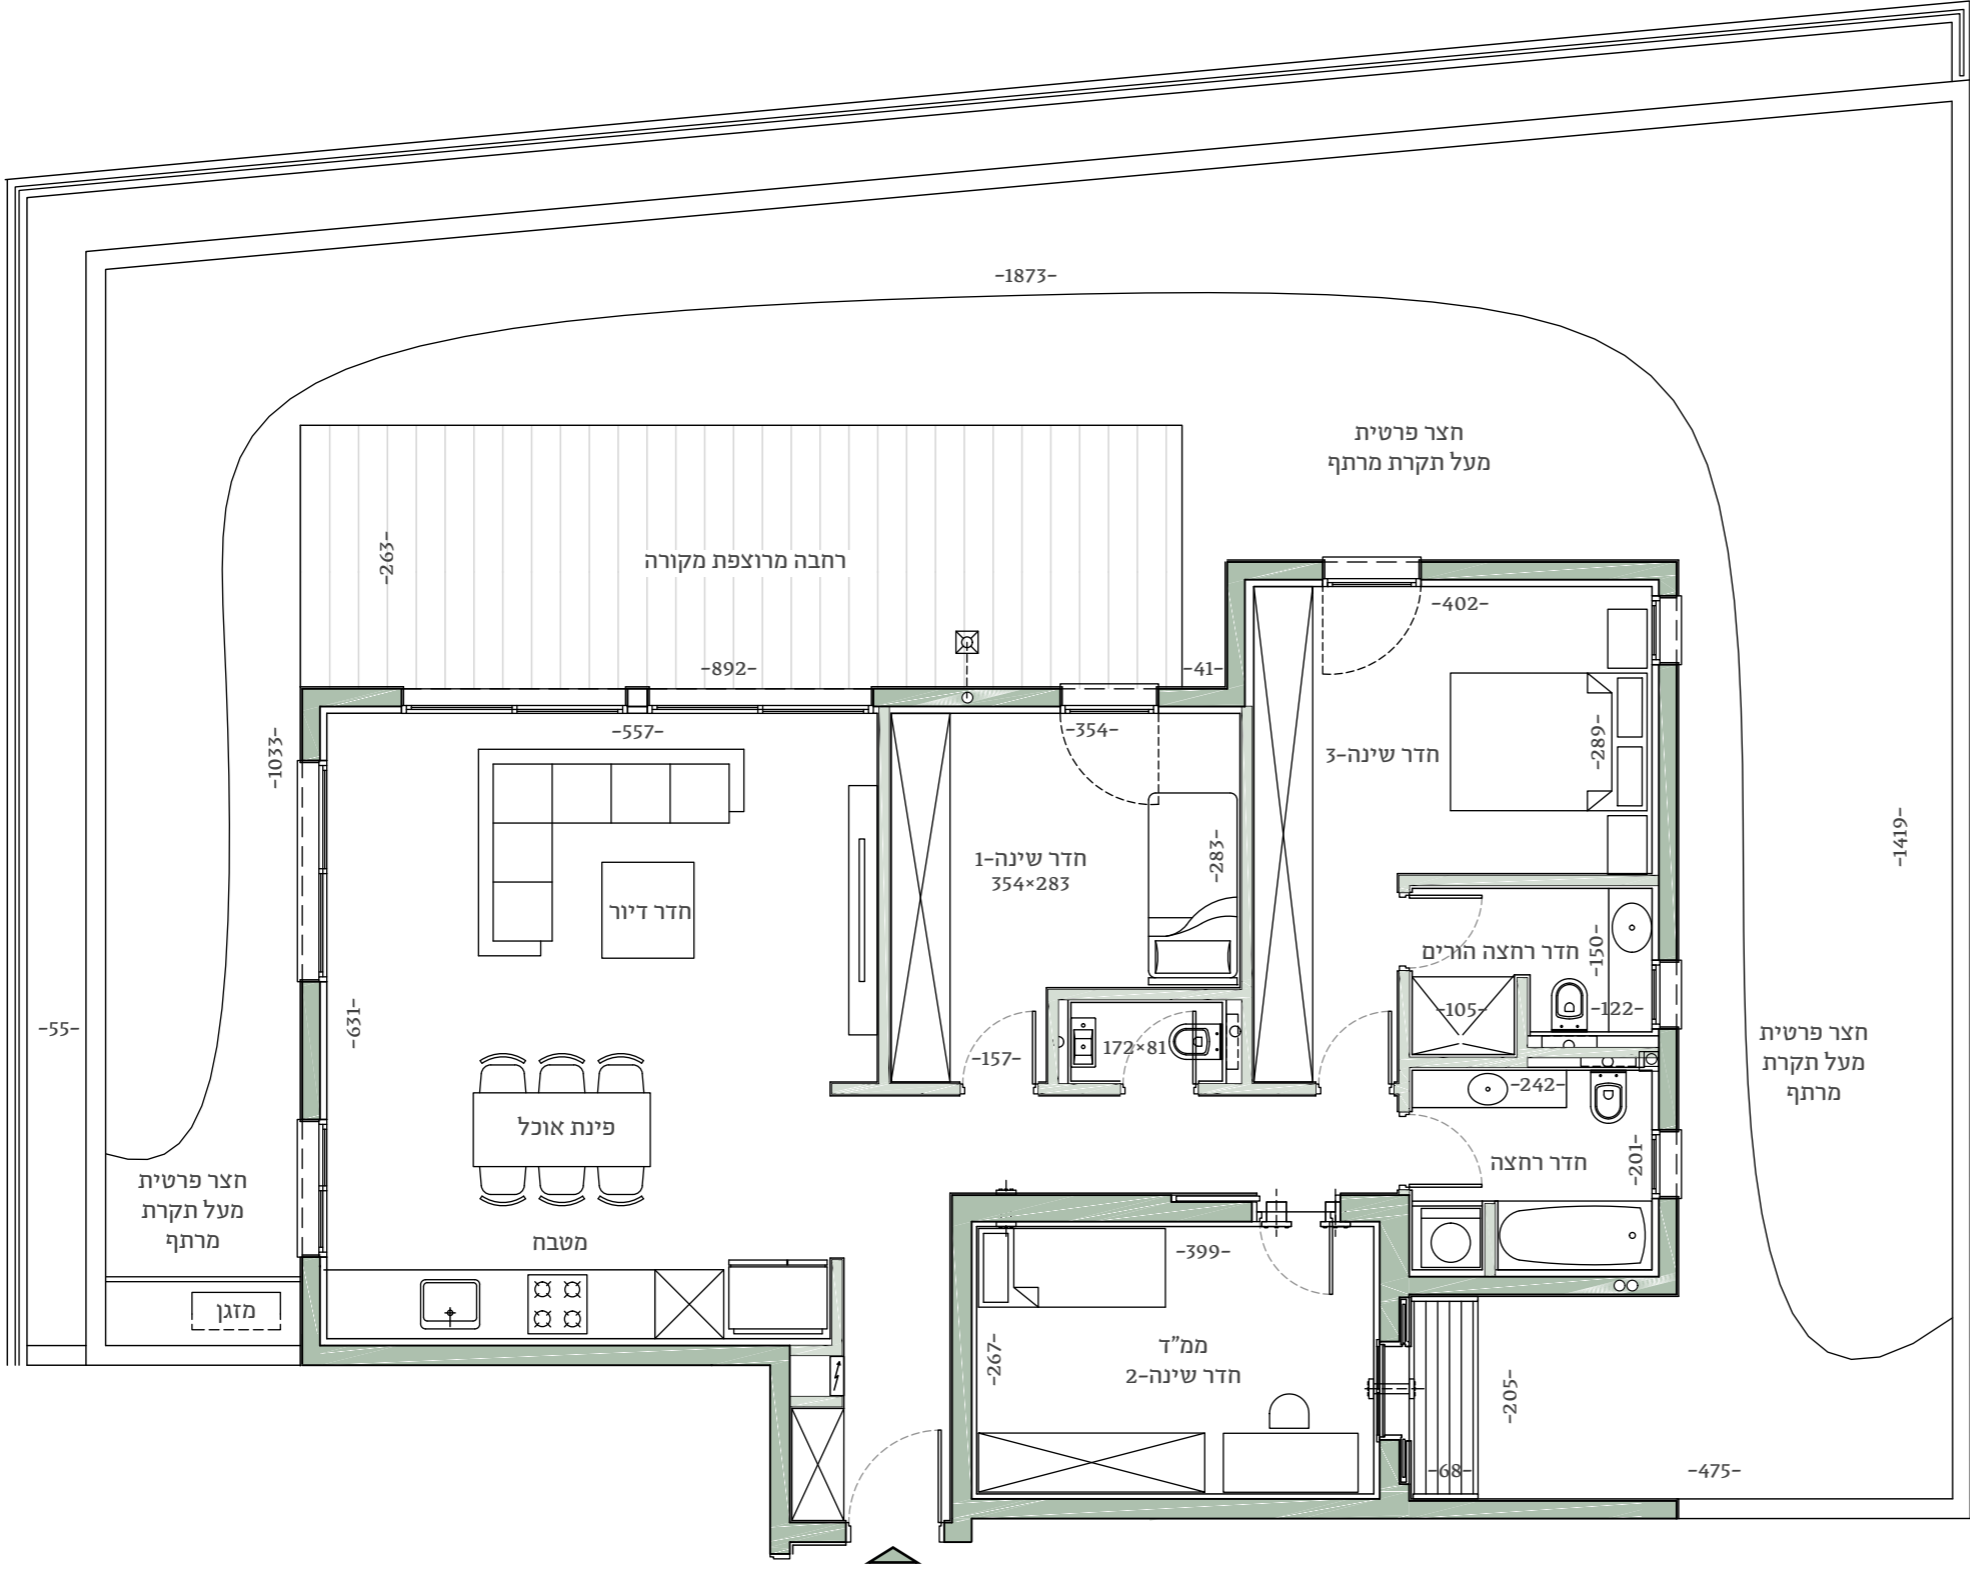 -1873-
חצר פרטית
מעל תקרת מרתף
-263-
רחבה מרוצפת מקורה
-892-
-41-
-402-
-1033-
-557-
-354-
חדר שינה-3
-289-
חדר שינה-1
354×283
-283-
חדר דיור
-1419-
חדר רחצה הורים
-150-
-55-
-631-
-157-
172×81
-105-
-122-
חצר פרטית
מעל תקרת
מרתף
-242-
פינת אוכל
חדר רחצה
-201-
חצר פרטית
מעל תקרת
מרתף
מטבח
-399-
מזגן
-267-
ממ"ד
חדר שינה-2
-205-
-68-
-475-